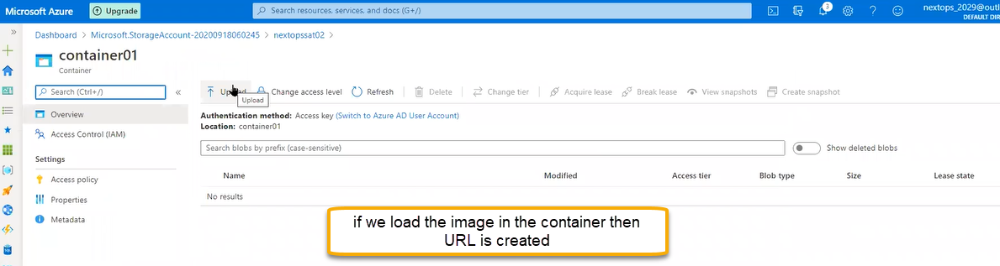 Microsoft Azure
Upgrade
Search resources, services, and docs (G+/)
3
nextops_2029@outl
DEFAULT DIR
Dashboard > Microsoft.StorageAccount-20200918060245 > nextopssat02 >
container01
Container
Search (Ctrl+/)
Upload
Change access level
Refresh
Delete
Change tier
Acquire lease
Break lease
View snapshots
Create snapshot
Upload
Overview
Access Control (IAM)
Settings
Access policy
Properties
Metadata
Authentication method: Access key (Switch to Azure AD User Account)
Location: container01
Search blobs by prefix (case-sensitive)
Show deleted blobs
Name Modified Access tier Blob type Size Lease state
No results
if we load the image in the container then
URL is created